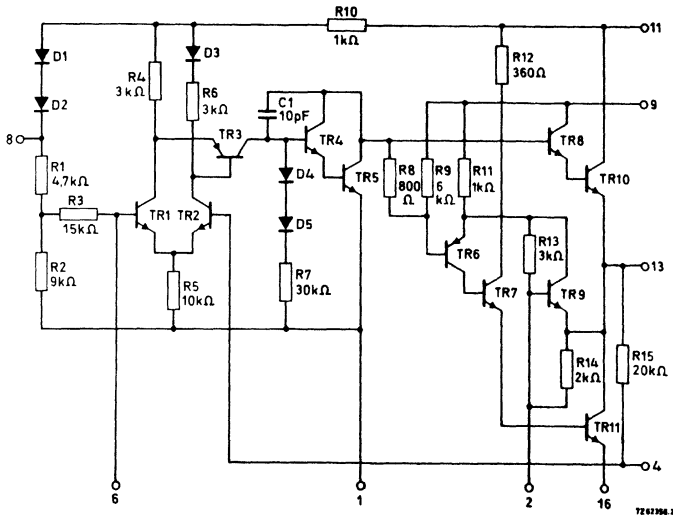 R10
1kΩ
11
D1
D3
R12
360Ω
R4
3kΩ
R6
3kΩ
D2
C1
10pF
9
TR3
TR4
TR8
8
R1
4,7kΩ
D4
TR5
R8
800
Ω
R9
6
kΩ
R11
1kΩ
TR10
R3
15kΩ
TR1
TR2
D5
TR6
R13
3kΩ
13
R2
9kΩ
R5
10kΩ
R7
30kΩ
TR7
TR9
R14
2kΩ
R15
20kΩ
TR11
4
6
1
2
16